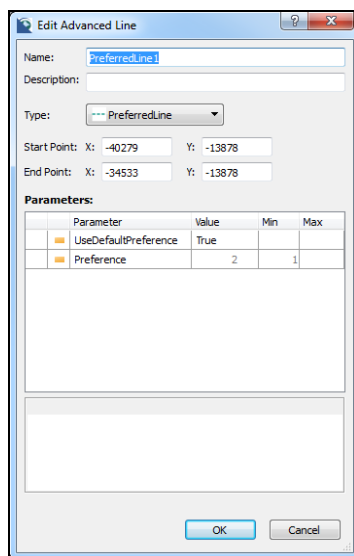 Edit Advanced Line
Name: PreferredLine1
Description:
Type: PreferredLine
Start Point: X: -40279 Y: -13878
End Point: X: -34533 Y: -13878
Parameters:
Parameter Value Min Max
UseDefaultPreference True
Preference 2 1
OK Cancel